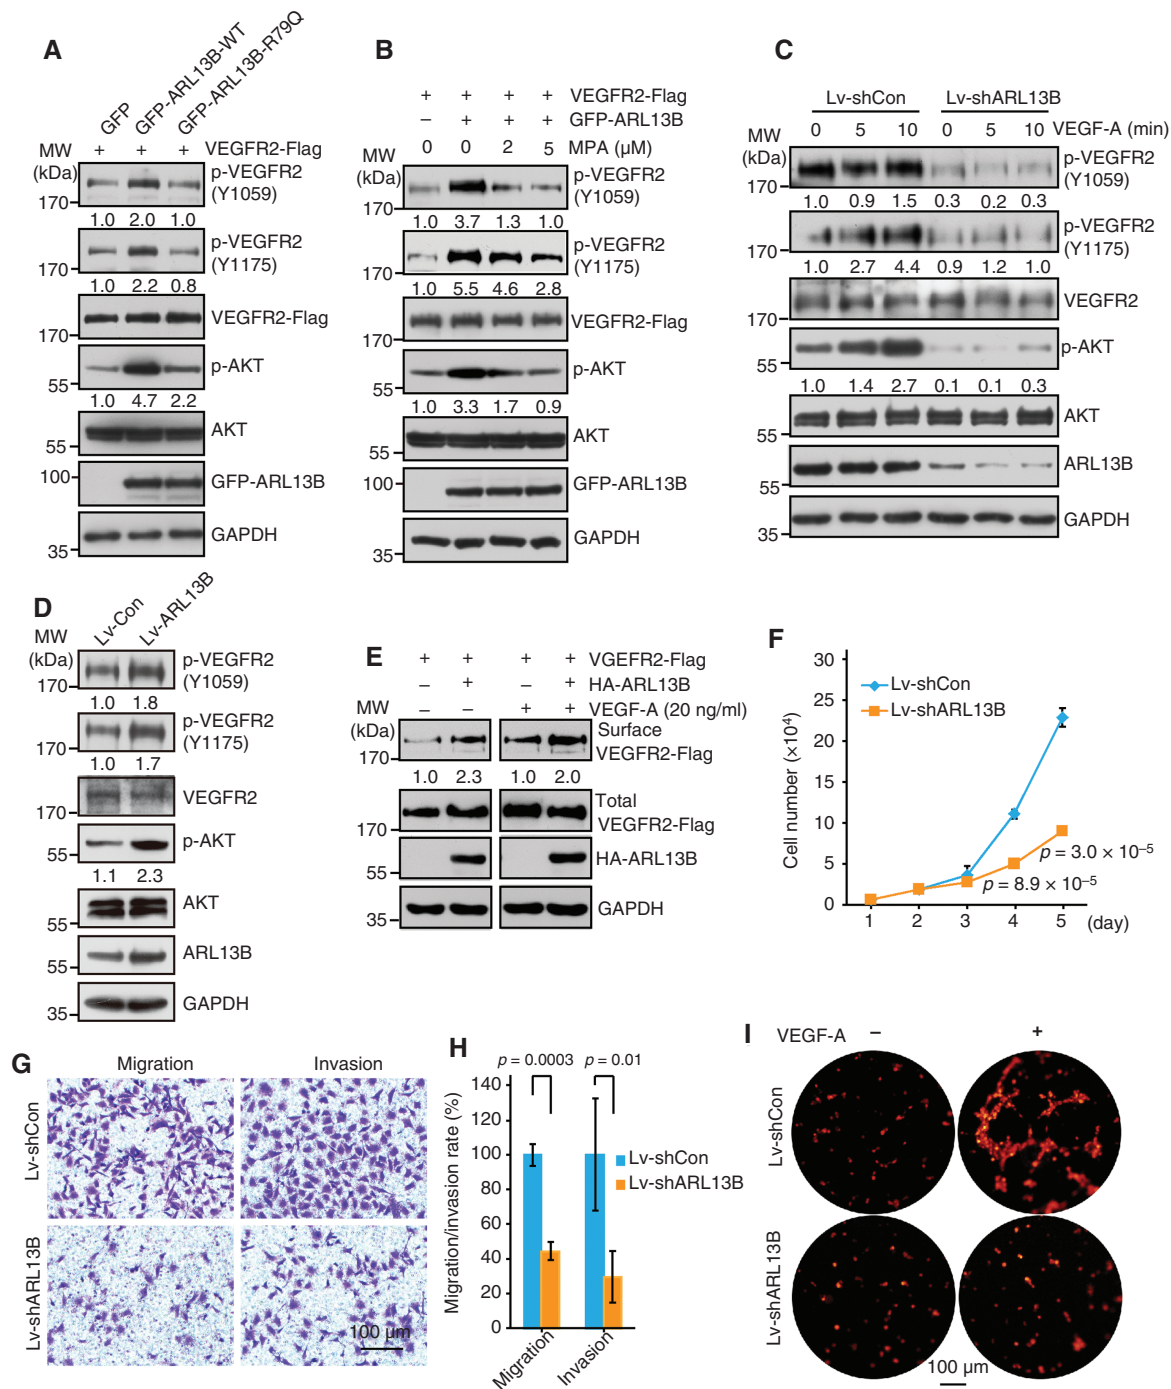 A
GFP
GFP-ARL13B-WT
GFP-ARL13B-R79Q
MW
(kDa)
+ + + VEGFR2-Flag
p-VEGFR2
(Y1059)
170
1.0 2.0 1.0
p-VEGFR2
(Y1175)
170
1.0 2.2 0.8
VEGFR2-Flag
170
p-AKT
55
1.0 4.7 2.2
AKT
55
100
GFP-ARL13B
GAPDH
35
B
+ + + + VEGFR2-Flag
– + + + GFP-ARL13B
0 0 2 5 MPA (µM)
MW
(kDa)
p-VEGFR2
(Y1059)
170
1.0 3.7 1.3 1.0
p-VEGFR2
(Y1175)
170
1.0 5.5 4.6 2.8
VEGFR2-Flag
170
p-AKT
55
1.0 3.3 1.7 0.9
AKT
55
100
GFP-ARL13B
GAPDH
35
C
Lv-shCon Lv-shARL13B
0 5 10 0 5 10 VEGF-A (min)
MW
(kDa)
p-VEGFR2
(Y1059)
170
1.0 0.9 1.5 0.3 0.2 0.3
p-VEGFR2
(Y1175)
170
1.0 2.7 4.4 0.9 1.2 1.0
VEGFR2
170
p-AKT
55
1.0 1.4 2.7 0.1 0.1 0.3
AKT
55
ARL13B
55
GAPDH
35
D
Lv-Con
Lv-ARL13B
MW
(kDa)
p-VEGFR2
(Y1059)
170
1.0 1.8
p-VEGFR2
(Y1175)
170
1.0 1.7
VEGFR2
170
p-AKT
55
1.1 2.3
AKT
55
ARL13B
55
GAPDH
35
E
+ + + + VGEFR2-Flag
– + – + HA-ARL13B
– – + + VEGF-A (20 ng/ml)
MW
(kDa)
Surface
VEGFR2-Flag
170
1.0 2.3 1.0 2.0
Total
VEGFR2-Flag
170
HA-ARL13B
55
GAPDH
35
F
Cell number (×10⁴)
30
25
20
15
10
5
0
Lv-shCon
Lv-shARL13B
p = 3.0 × 10⁻⁵
p = 8.9 × 10⁻⁵
1 2 3 4 5 (day)
G
Migration Invasion
Lv-shCon
Lv-shARL13B
100 µm
H
p = 0.0003 p = 0.01
Migration/invasion rate (%)
140
120
100
80
60
40
20
0
Lv-shCon
Lv-shARL13B
Migration
Invasion
I
VEGF-A – +
Lv-shCon
Lv-shARL13B
100 µm